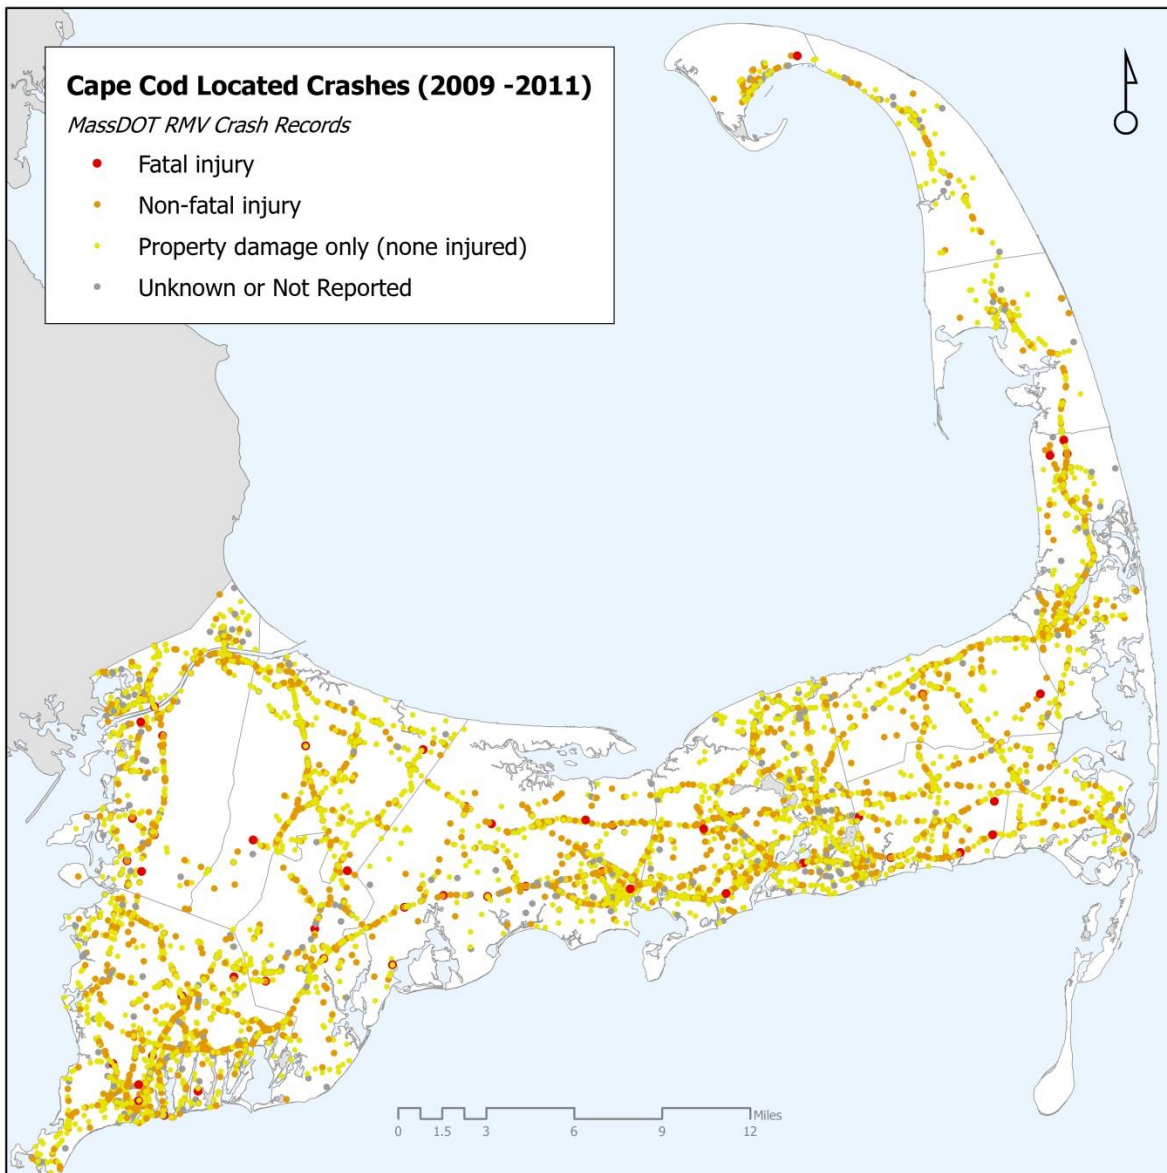 Cape Cod Located Crashes (2009 -2011)
MassDOT RMV Crash Records
Fatal injury
Non-fatal injury
Property damage only (none injured)
Unknown or Not Reported
Miles
0 1.5 3 6 9 12